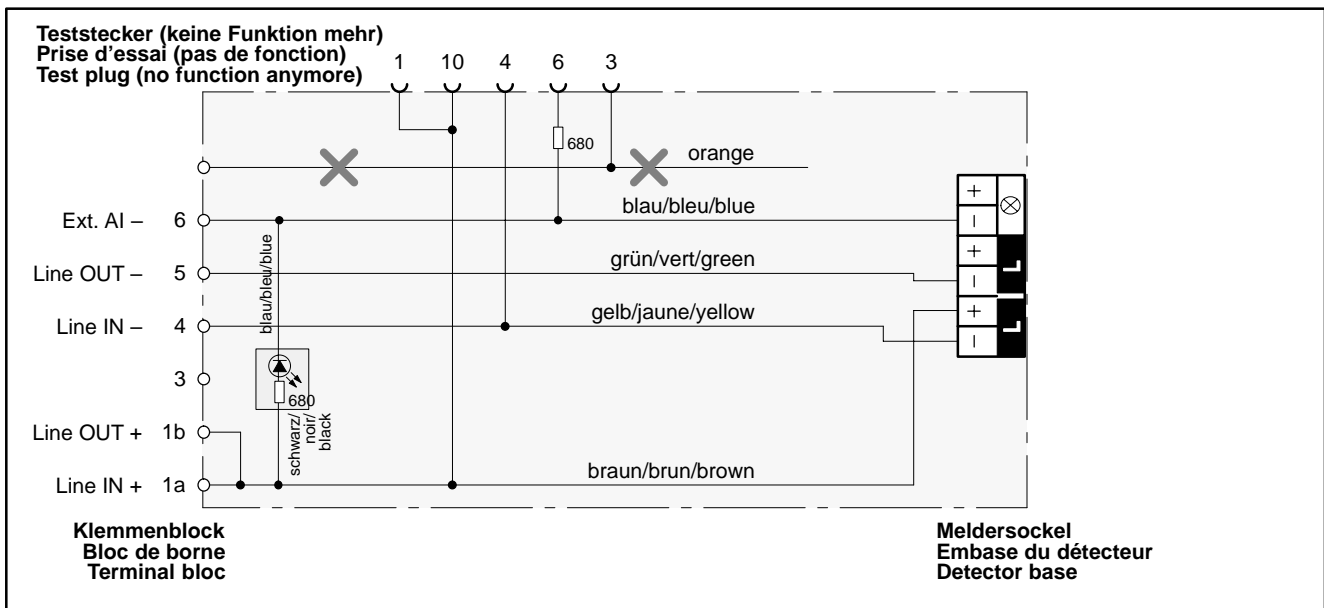 Teststecker (keine Funktion mehr)
Prise d'essai (pas de fonction)
Test plug (no function anymore)
1 10 4 6 3
680
orange
blau/bleu/blue
Ext. AI – 6
+
–
grün/vert/green
Line OUT – 5
+
–
L
blau/bleu/blue
gelb/jaune/yellow
Line IN – 4
+
–
L
3
680
schwarz/
noir/
black
Line OUT + 1b
braun/brun/brown
Line IN + 1a
Klemmenblock
Bloc de borne
Terminal bloc
Meldersockel
Embase du détecteur
Detector base